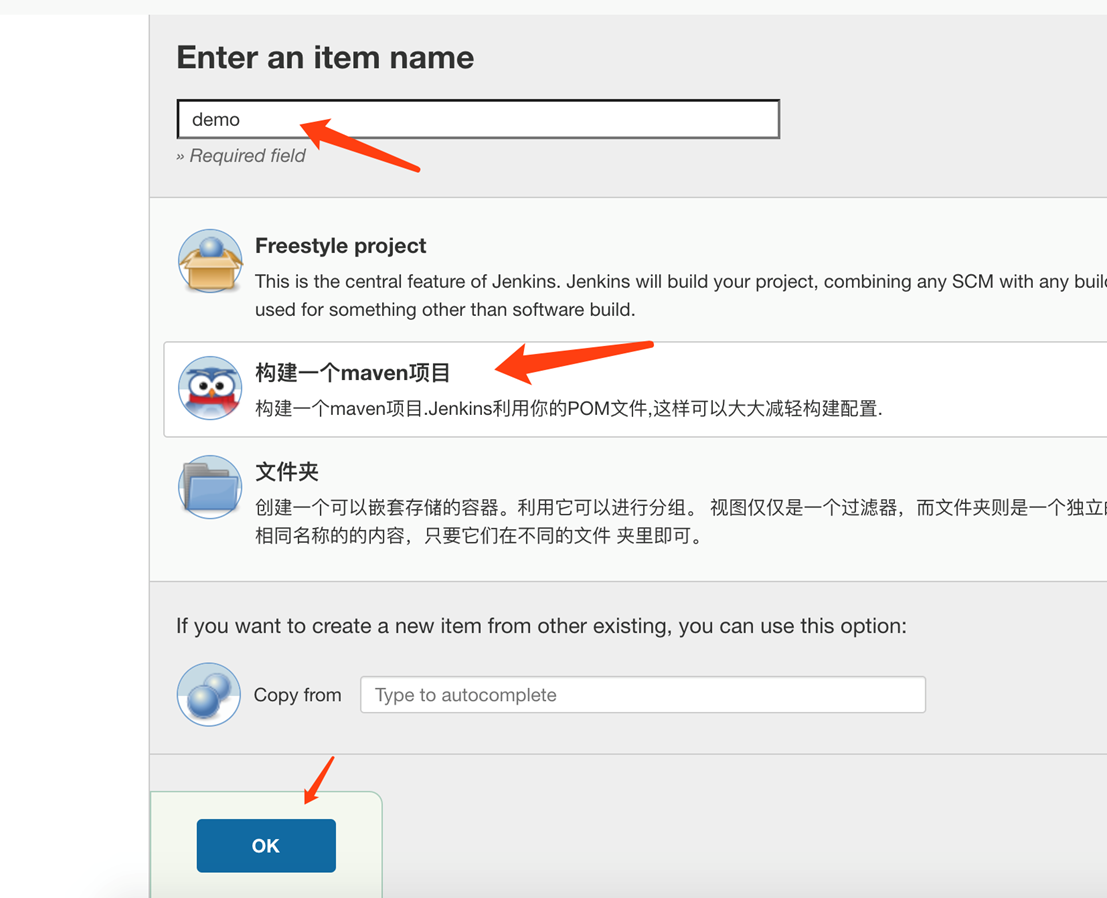 Enter an item name
demo
» Required field
Freestyle project
This is the central feature of Jenkins. Jenkins will build your project, combining any SCM with any
used for something other than software build.
构建一个maven项目
构建一个maven项目.Jenkins利用你的POM文件,这样可以大大减轻构建配置.
文件夹
创建一个可以嵌套存储的容器。利用它可以进行分组。 视图仅仅是一个过滤器，而文件夹则是一个独立
相同名称的的内容，只要它们在不同的文件 夹里即可。
If you want to create a new item from other existing, you can use this option:
Copy from
Type to autocomplete
OK